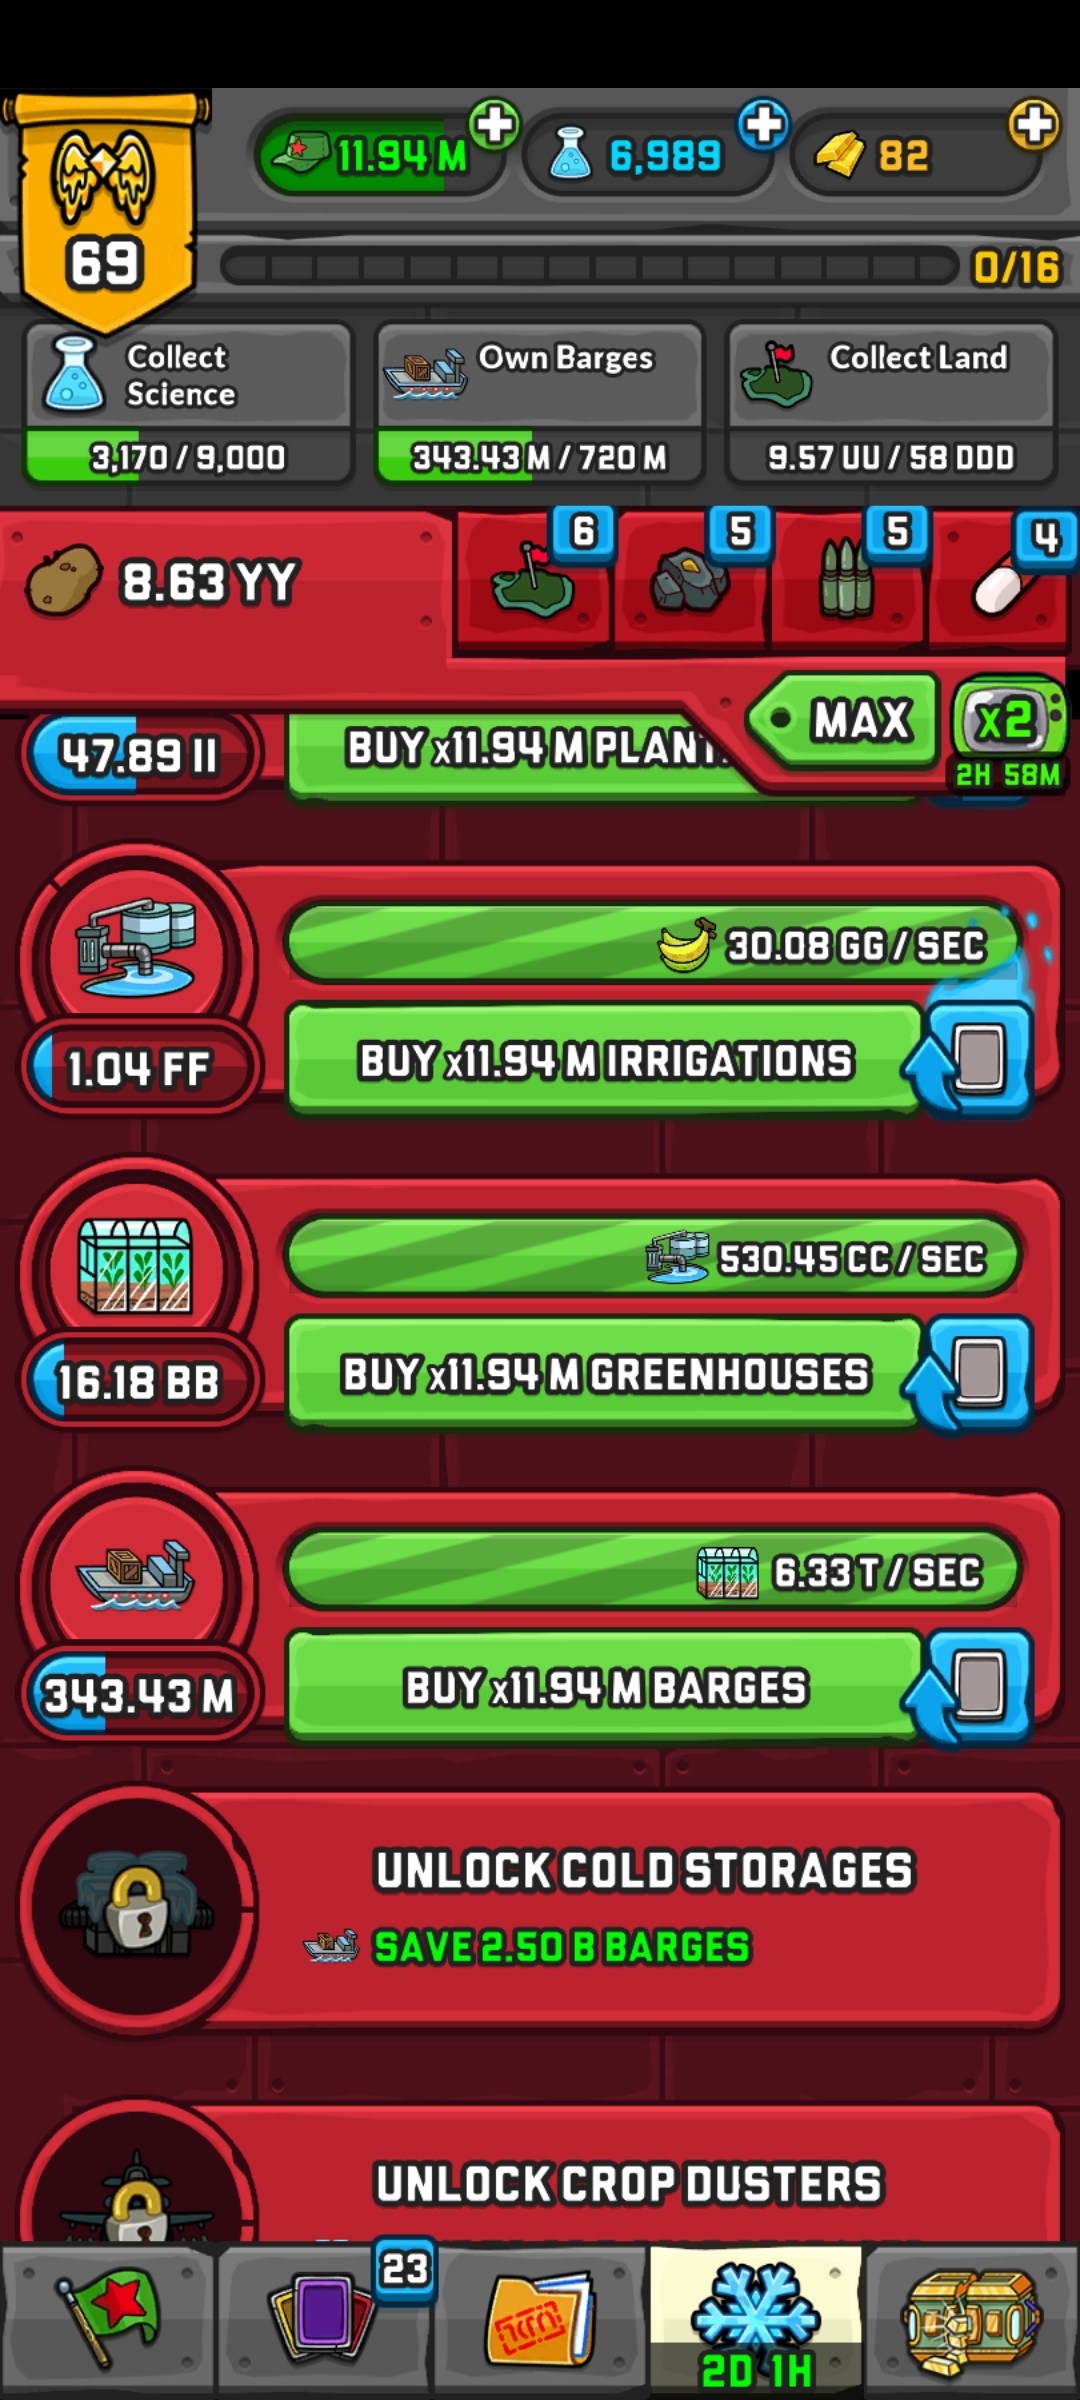 11.94 M
6,989
82
69
0/16
Collect
Science
3,170 / 9,000
Own Barges
343.43 M / 720 M
Collect Land
9.57 UU / 58 DDD
8.63 YY
6
5
5
4
MAX
x2
2H 58M
47.89 II
BUY x11.94 M PLANT
1.04 FF
30.08 GG / SEC
BUY x11.94 M IRRIGATIONS
16.18 BB
530.45 CC / SEC
BUY x11.94 M GREENHOUSES
343.43 M
6.33 T / SEC
BUY x11.94 M BARGES
UNLOCK COLD STORAGES
SAVE 2.50 B BARGES
UNLOCK CROP DUSTERS
23
2D 1H